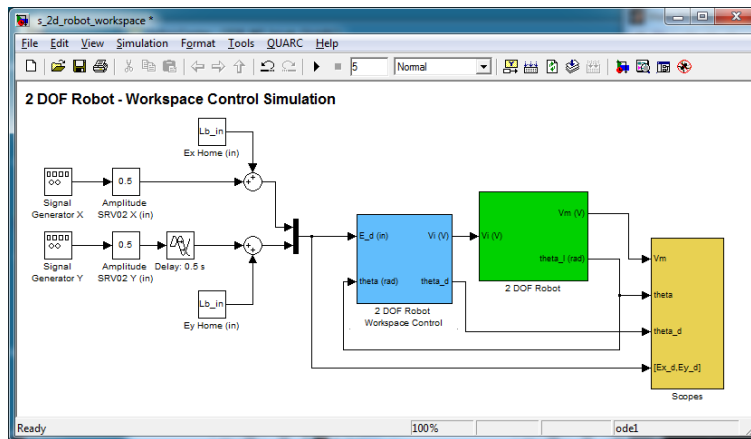 s_2d_robot_workspace *
File Edit View Simulation Format Tools QUARC Help
5 Normal
2 DOF Robot - Workspace Control Simulation
Lb_in
Ex Home (in)
Signal
Generator X
0.5
Amplitude
SRV02 X (in)
Signal
Generator Y
0.5
Amplitude
SRV02 Y (in)
Delay: 0.5 s
Lb_in
Ey Home (in)
E_d (in)
Vi (V)
theta (rad)
theta_d
2 DOF Robot
Workspace Control
Vi (V)
Vm (V)
theta_l (rad)
2 DOF Robot
Vm
theta
theta_d
[Ex_d,Ey_d]
Scopes
Ready 100% ode1